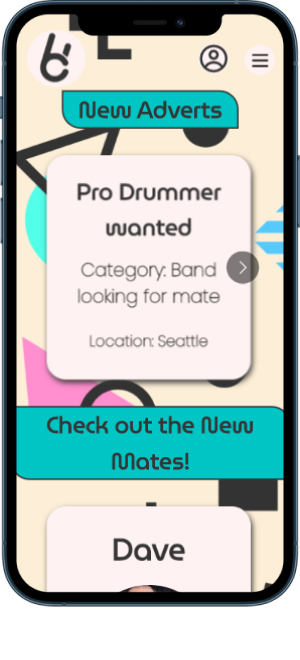 New Adverts
Pro Drummer
wanted
Category: Band
looking for mate
Location: Seattle
Check out the New
Mates!
Dave